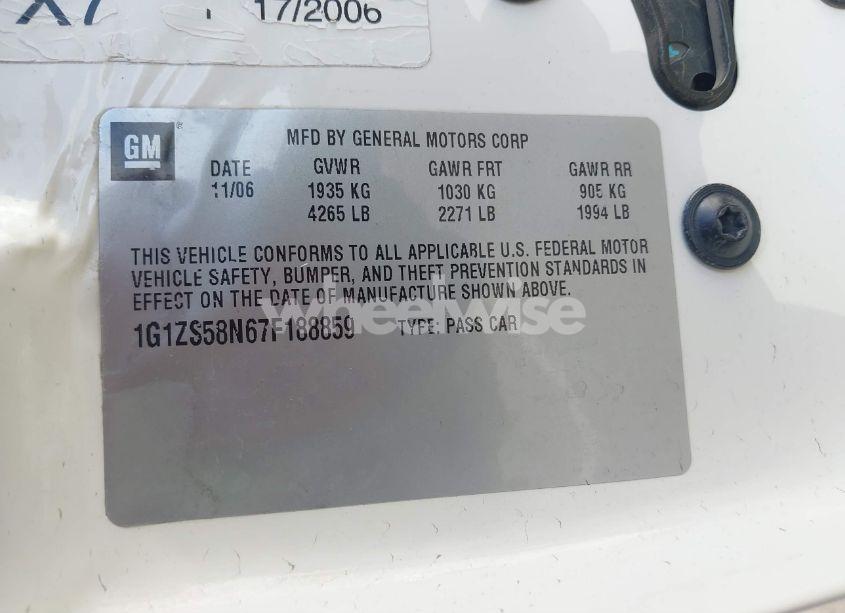 X7 17/2006
GM ®
MFD BY GENERAL MOTORS CORP
DATE GVWR GAWR FRT GAWR RR
11/06 1935 KG 1030 KG 905 KG
4265 LB 2271 LB 1994 LB
THIS VEHICLE CONFORMS TO ALL APPLICABLE U.S. FEDERAL MOTOR
VEHICLE SAFETY, BUMPER, AND THEFT PREVENTION STANDARDS IN
EFFECT ON THE DATE OF MANUFACTURE SHOWN ABOVE.
1G1ZS58N67F188859 TYPE: PASS CAR
wheelwise